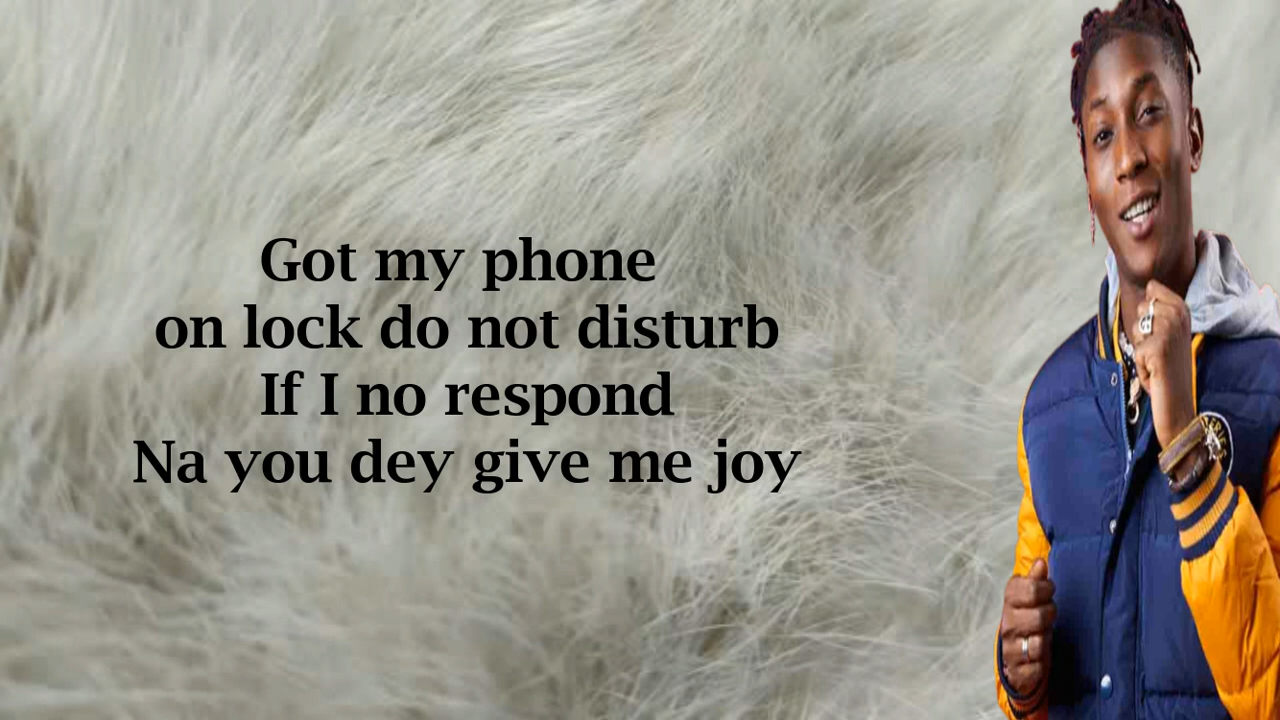 Got my phone
on lock do not disturb
If I no respond
Na you dey give me joy